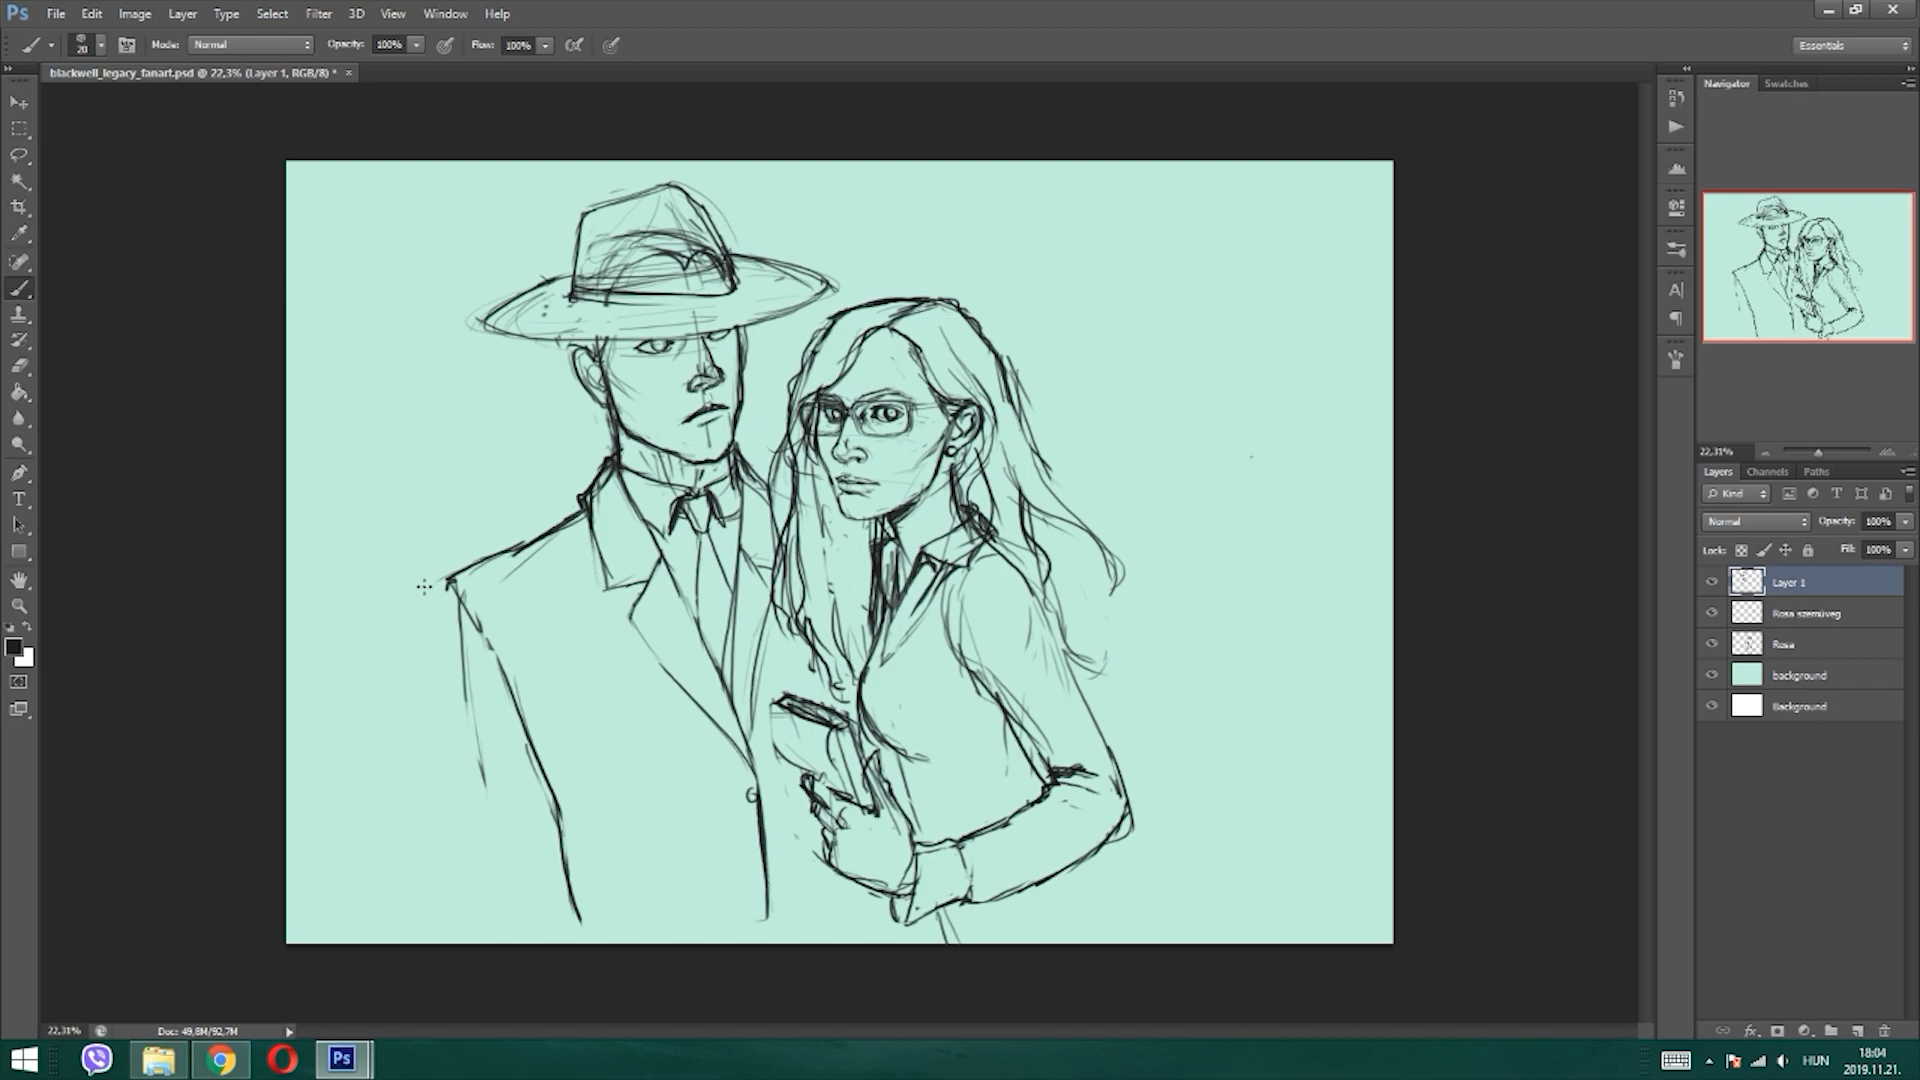 Ps File Edit Image Layer Type Select Filter 3D View Window Help
20 Mode: Normal Opacity: 100% Flow: 100% Essentials
blackwell_legacy_fanart.psd @ 22,3% (Layer 1, RGB/8) * ×
Navigator Swatches
22,31%
Layers Channels Paths
Kind
Normal Opacity: 100%
Lock: Fill: 100%
Layer 1
Rosa szemüveg
Rosa
background
Background
22,31% Doc: 49,8M/92,7M
Ps HUN 18:04
2019.11.21.